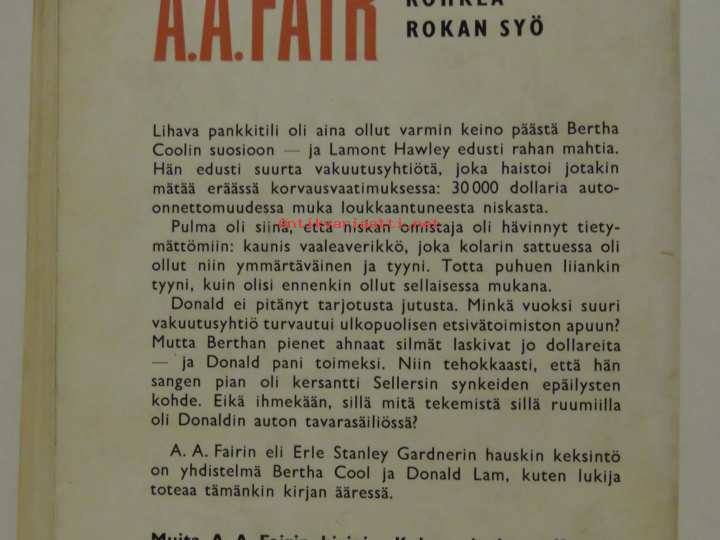 A.A.FAIR
ROHKEA
ROKAN SYÖ
Lihava pankkitili oli aina ollut varmin keino päästä Bertha
Coolin suosioon — ja Lamont Hawley edusti rahan mahtia.
Hän edusti suurta vakuutusyhtiötä, joka haistoi jotakin
mätää eräässä korvausvaatimuksessa: 30 000 dollaria auto-
onnettomuudessa muka loukkaantuneesta niskasta.
Pulma oli siinä, että niskan omistaja oli hävinnyt tiety-
mättömiin: kaunis vaaleaverikkö, joka kolarin sattuessa oli
ollut niin ymmärtäväinen ja tyyni. Totta puhuen liiankin
tyyni, kuin olisi ennenkin ollut sellaisessa mukana.
Donald ei pitänyt tarjotusta jutusta. Minkä vuoksi suuri
vakuutusyhtiö turvautui ulkopuolisen etsivätoimiston apuun?
Mutta Berthan pienet ahnaat silmät laskivat jo dollareita
— ja Donald pani toimeksi. Niin tehokkaasti, että hän
sangen pian oli kersantti Sellersin synkeiden epäilysten
kohde. Eikä ihmekään, sillä mitä tekemistä sillä ruumiilla
oli Donaldin auton tavarasäiliössä?
A. A. Fairin eli Erle Stanley Gardnerin hauskin keksintö
on yhdistelmä Bertha Cool ja Donald Lam, kuten lukija
toteaa tämänkin kirjan ääressä.
Muita A. A. Fairin